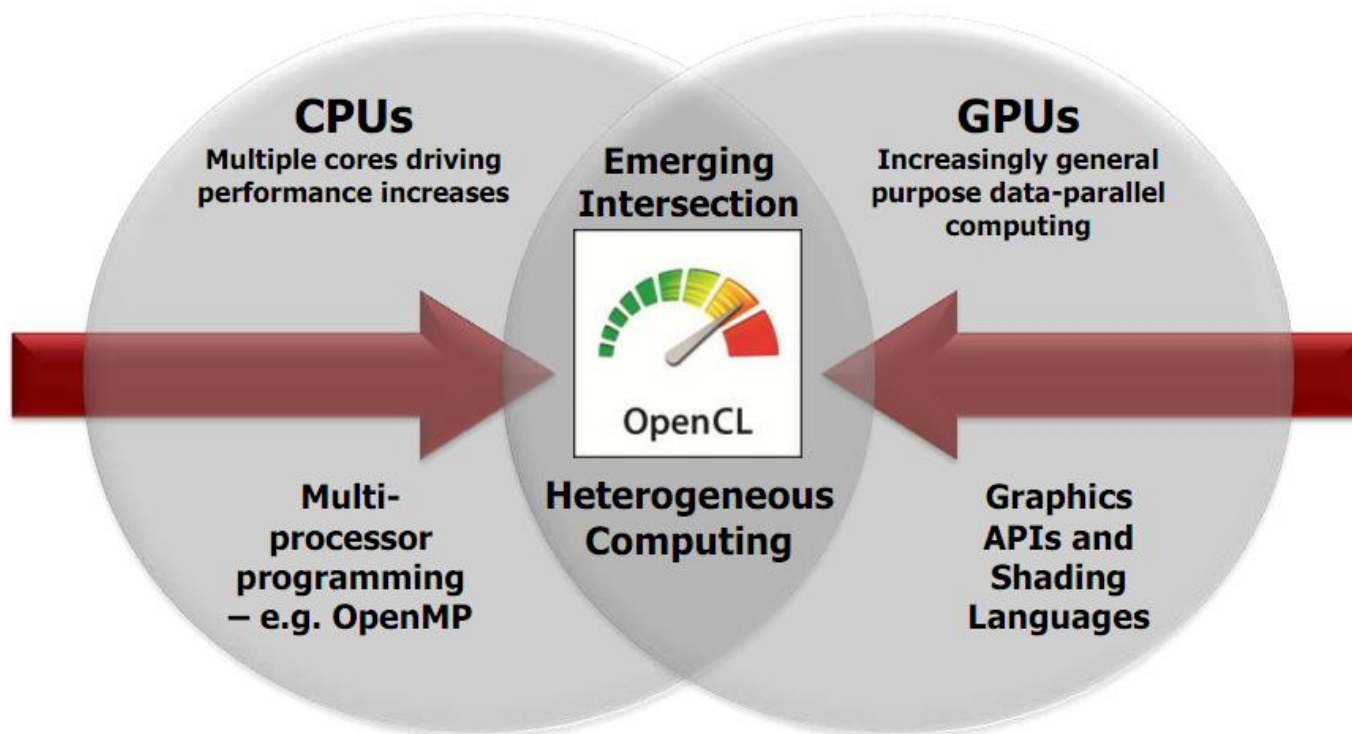 CPUs
Multiple cores driving
performance increases
Multi-
processor
programming
– e.g. OpenMP
Emerging
Intersection
OpenCL
Heterogeneous
Computing
GPUs
Increasingly general
purpose data-parallel
computing
Graphics
APIs and
Shading
Languages